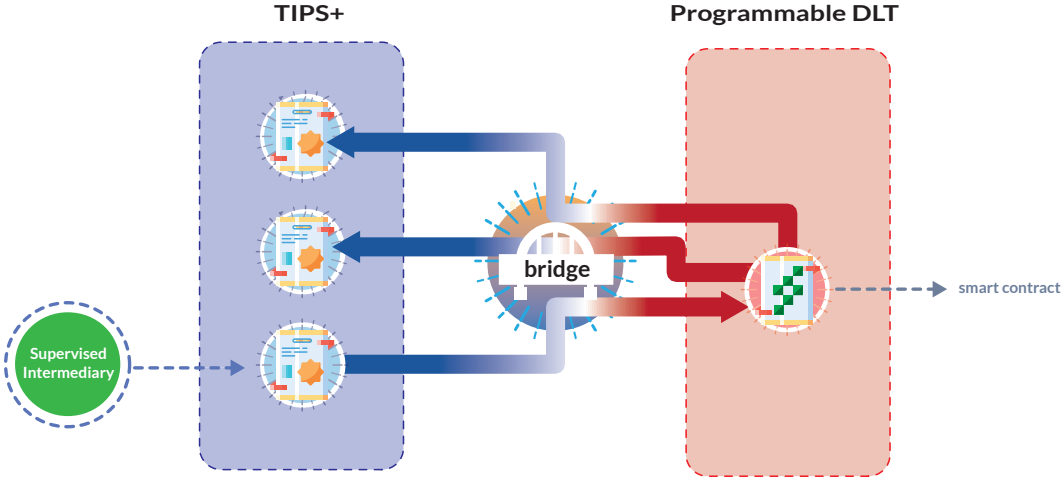 TIPS+
Programmable DLT
bridge
smart contract
Supervised
Intermediary